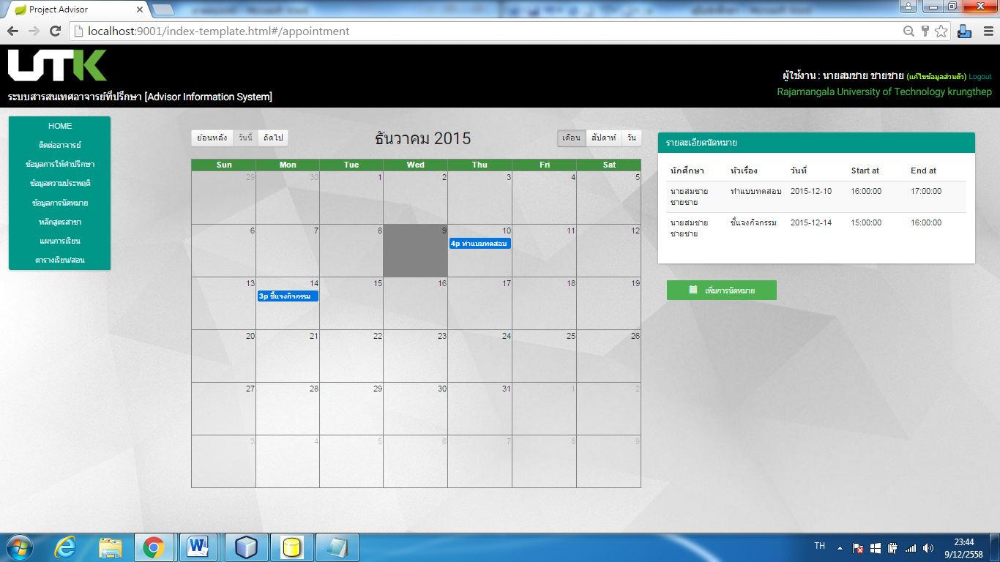 Project Advisor
localhost:9001/index-template.html#/appointment
UTK
ผู้ใช้งาน : นายสมชาย ชายชาย (แก้ไขข้อมูลส่วนตัว) Logout
ระบบสารสนเทศอาจารย์ที่ปรึกษา [Advisor Information System]
Rajamangala University of Technology krungthep
HOME
ติดต่ออาจารย์
ข้อมูลการให้คำปรึกษา
ข้อมูลความประพฤติ
ข้อมูลการนัดหมาย
หลักสูตรสาขา
แผนการเรียน
ตารางเรียน/สอน
ย้อนหลัง วันนี้ ถัดไป
ธันวาคม 2015
เดือน สัปดาห์ วัน
Sun Mon Tue Wed Thu Fri Sat
29 30 1 2 3 4 5
6 7 8 9 10 11 12
4p ทำแบบทดสอบ
13 14 15 16 17 18 19
3p ชี้แจงกิจกรรม
20 21 22 23 24 25 26
27 28 29 30 31 1 2
3 4 5 6 7 8 9
รายละเอียดนัดหมาย
นักศึกษา หัวเรื่อง วันที่ Start at End at
นายสมชาย ทำแบบทดสอบ 2015-12-10 16:00:00 17:00:00
ชายชาย
นายสมชาย ชี้แจงกิจกรรม 2015-12-14 15:00:00 16:00:00
ชายชาย
เพิ่มการนัดหมาย
TH
23:44
9/12/2558